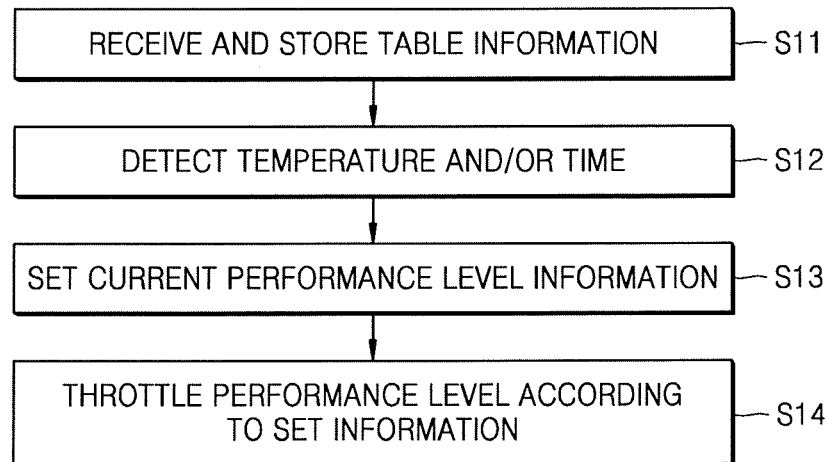 RECEIVE AND STORE TABLE INFORMATION
S11
DETECT TEMPERATURE AND/OR TIME
S12
SET CURRENT PERFORMANCE LEVEL INFORMATION
S13
THROTTLE PERFORMANCE LEVEL ACCORDING
TO SET INFORMATION
S14